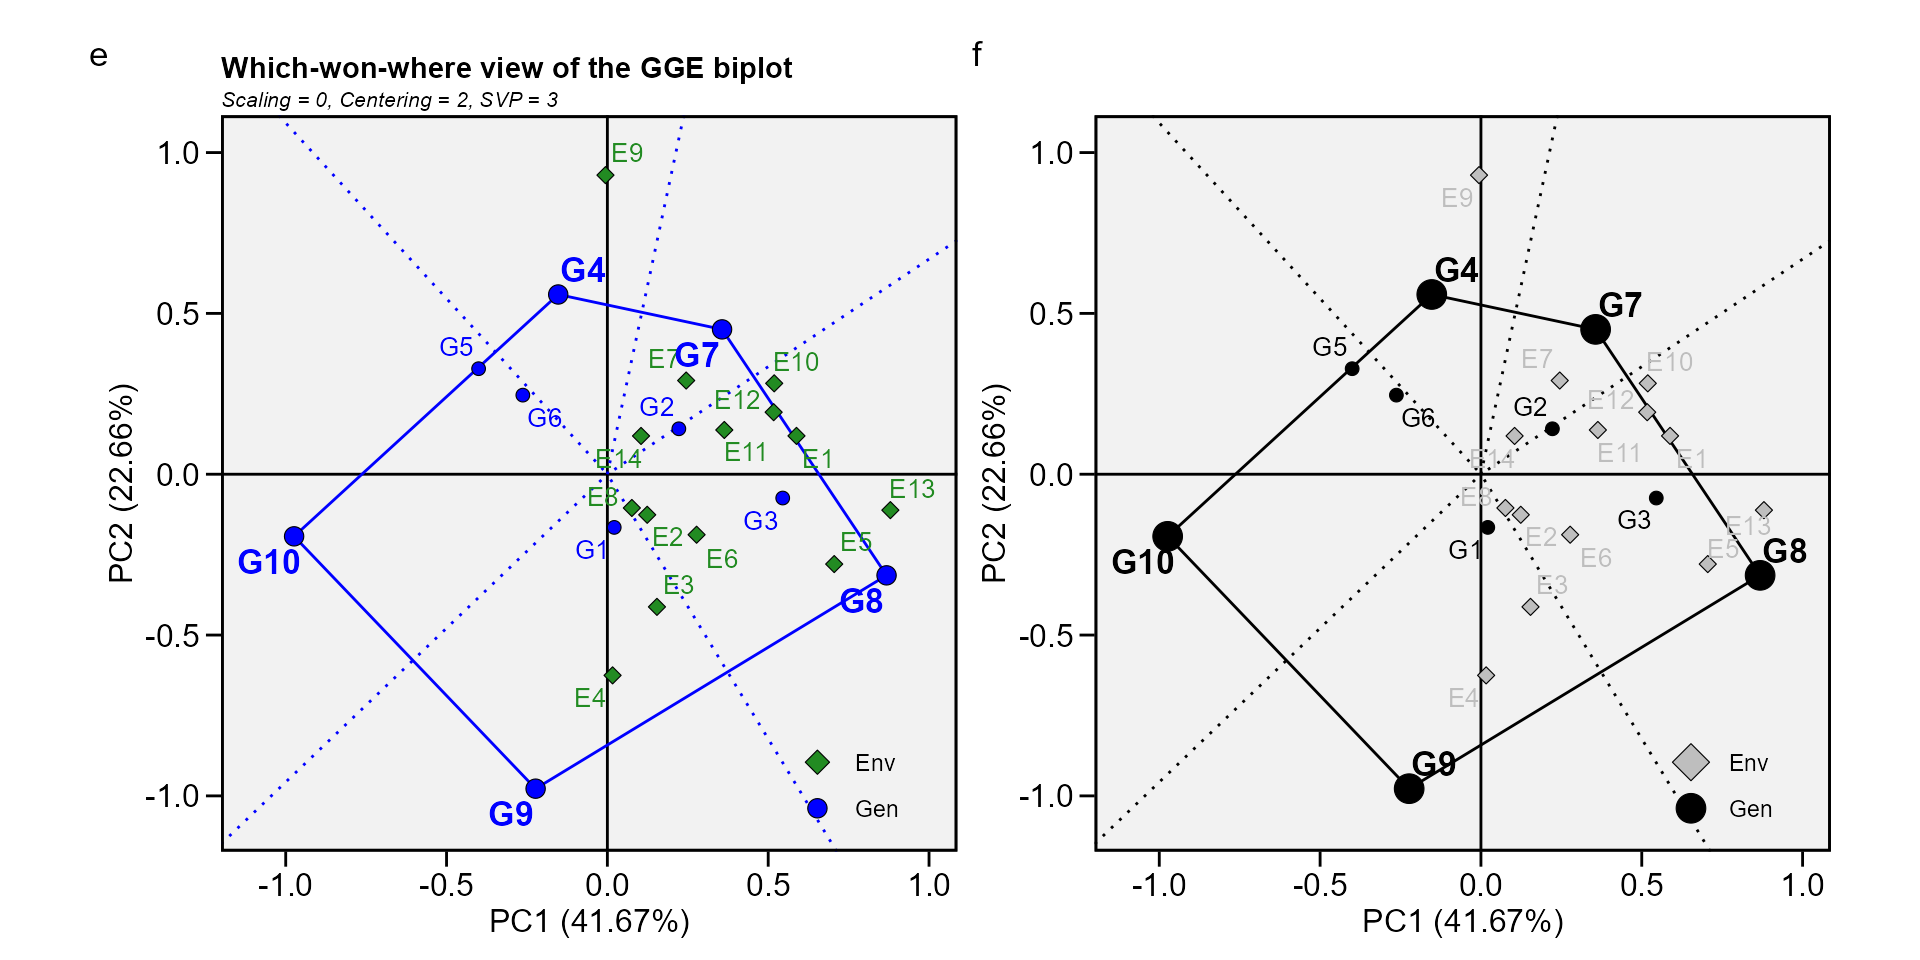 e
Which-won-where view of the GGE biplot
Scaling = 0, Centering = 2, SVP = 3
PC2 (22.66%)
1.0
0.5
0.0
-0.5
-1.0
E9
G4
G5
E7
G7
E10
G6
G2
E12
E14
E11
E1
E8
G3
E13
G1
E2
E6
E5
E3
G10
G8
E4
G9
Env
Gen
-1.0
-0.5
0.0
0.5
1.0
PC1 (41.67%)
f
PC2 (22.66%)
1.0
0.5
0.0
-0.5
-1.0
E9
G4
G7
G5
E7
E10
G6
G2
E12
E14
E11
E1
E8
G3
E13
G1
E2
E6
E5
G8
G10
E3
E4
G9
Env
Gen
-1.0
-0.5
0.0
0.5
1.0
PC1 (41.67%)